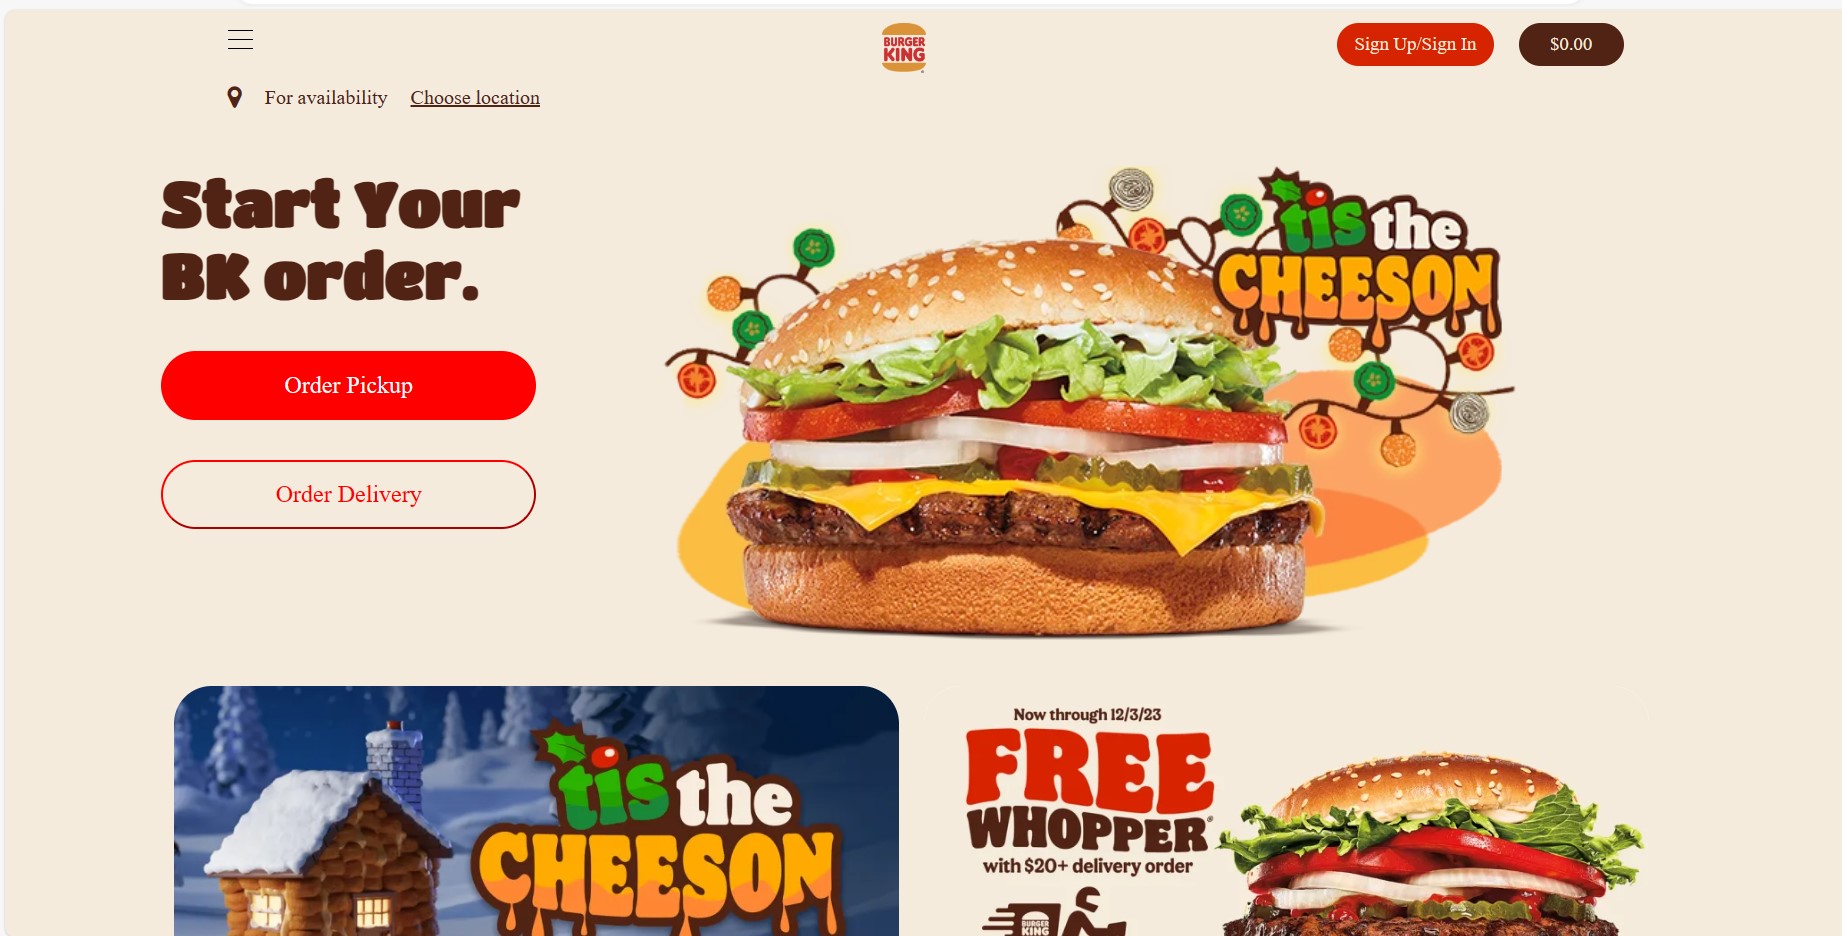 BURGER
KING
Sign Up/Sign In
$0.00
For availability
Choose location
Start Your
BK order.
Order Pickup
Order Delivery
'tis the
CHEESON
'tis the
CHEESON
Now through 12/3/23
FREE
WHOPPER®
with $20+ delivery order
BURGER
KING